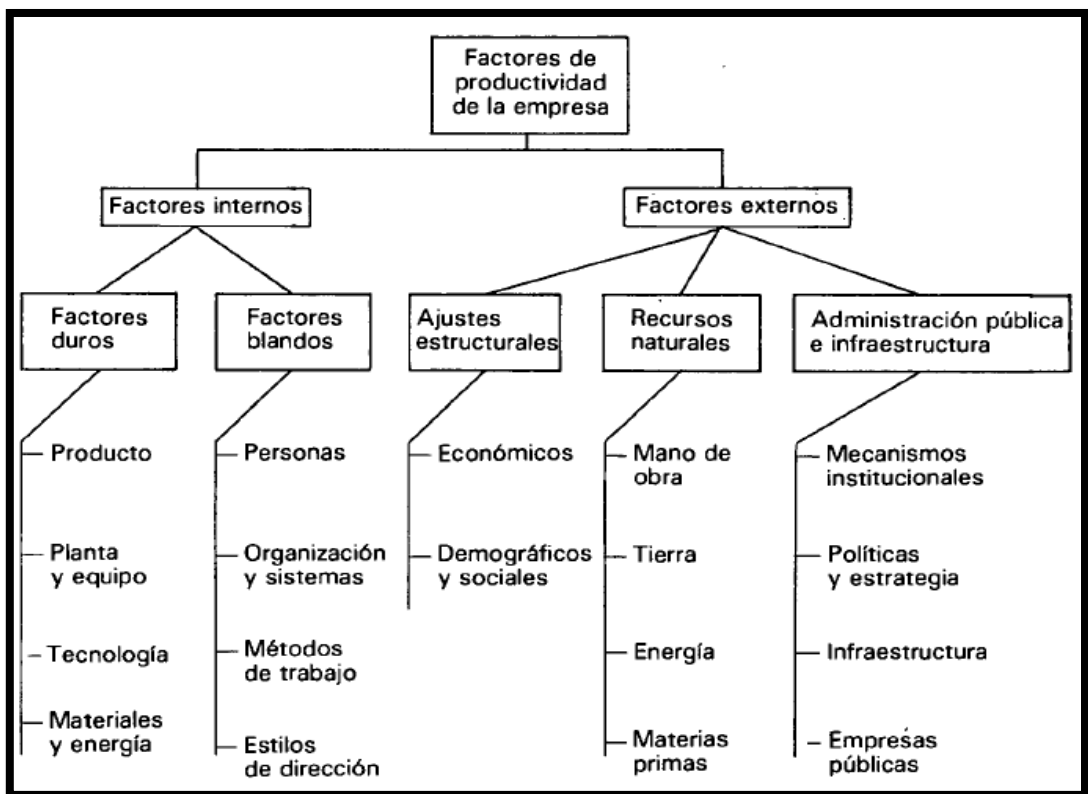 Factores de
productividad
de la empresa
Factores internos
Factores externos
Factores
duros
Factores
blandos
Ajustes
estructurales
Recursos
naturales
Administración pública
e infraestructura
Producto
Planta
y equipo
Tecnología
Materiales
y energía
Personas
Organización
y sistemas
Métodos
de trabajo
Estilos
de dirección
Económicos
Demográficos
y sociales
Mano de
obra
Tierra
Energía
Materias
primas
Mecanismos
institucionales
Políticas
y estrategia
Infraestructura
Empresas
públicas